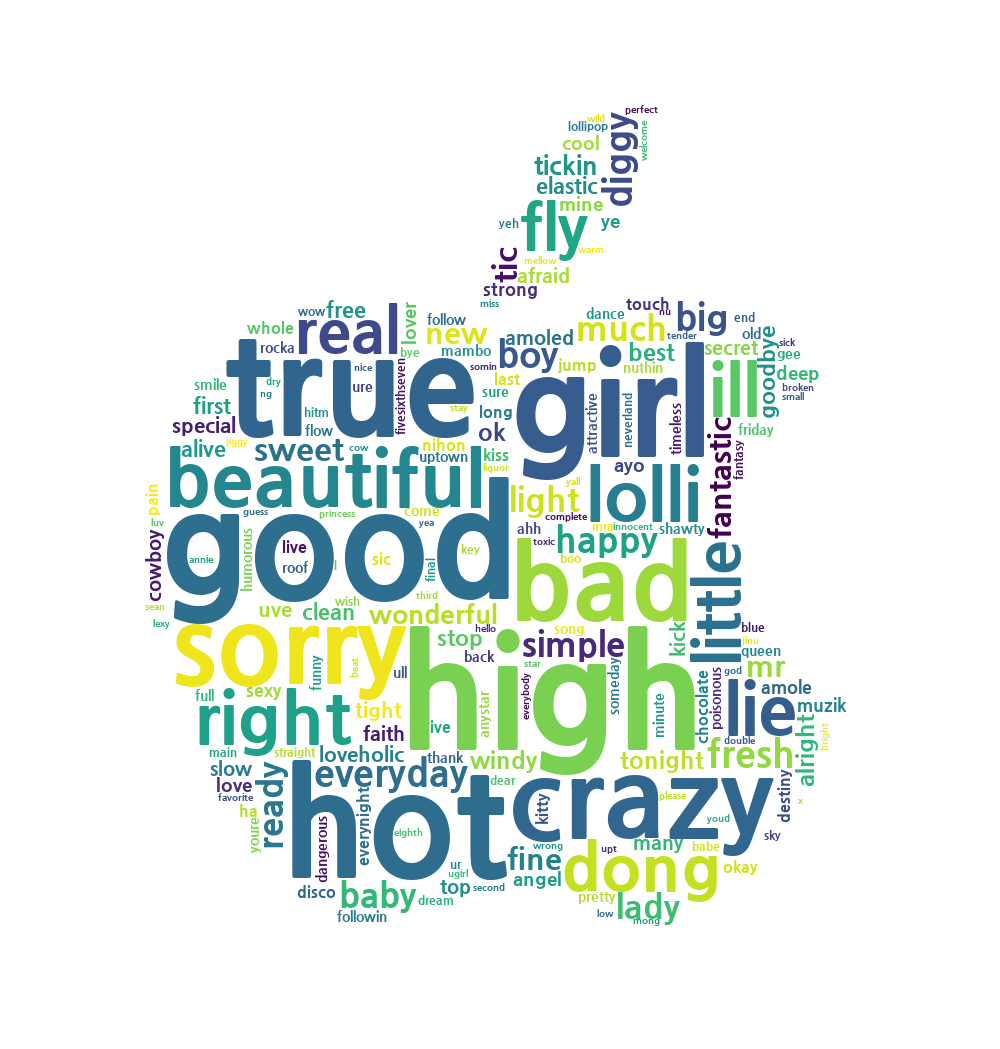 perfect
wild
lollipop
diggy
welcome
cool
tickin
elastic
mine
fly
yeh
ye
warm
tic
mellow
afraid
strong
miss
touch
nu
wow
free
real
lover
follow
new
amoled
dance
much
big
end
tender
old
whole
rocka
bye
mambo
boy
best
secret
goodbye
sick
gee
true
nice
somin
girl
jump
nuthin
ill
deep
smile
dry
ng
ure
fivesixthseven
last
sure
attractive
neverland
timeless
broken
small
first
hitm
flow
stay
long
special
jiggy
sweet
cow
nihon
uptown
ok
kiss
liquor
friday
fantastic
fantasy
alive
beautiful
ayo
yall
light
lolli
pain
luv
cowboy
guess
princess
come
yea
good
ahh
complete
mra
innocent
shawty
toxic
happy
annie
humorous
live
roof
l
sic
final
key
boo
bad
little
sean
lexy
uve
clean
wish
third
wonderful
hello
song
kick
blue
jinu
sorry
stop
back
simple
queen
funny
beat
ull
star
high
someday
god
mr
full
sexy
everybody
chocolate
poisonous
lie
amole
muzik
right
tight
faith
ive
anystar
minute
double
alright
bright
main
straight
loveholic
thank
windy
tonight
fresh
slow
love
favorite
ready
everyday
dear
kitty
please
destiny
x
hot
crazy
ha
youre
dangerous
everynight
eighth
youd
sky
wrong
upt
many
babe
ur
ugirl
fine
dong
okay
disco
baby
top
second
angel
pretty
lady
dream
followin
low
mong